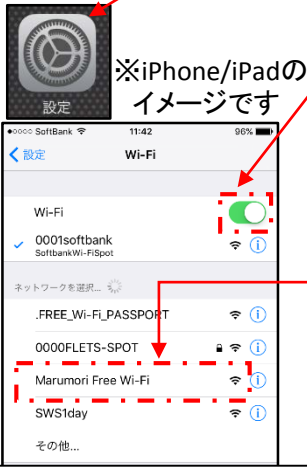 設定
※iPhone/iPadの
イメージです
SoftBank 11:42 96%
設定 Wi-Fi
Wi-Fi
0001softbank
SoftbankWi-FiSpot
ネットワークを選択...
.FREE_Wi-Fi_PASSPORT
0000FLETS-SPOT
Marumori Free Wi-Fi
SWS1day
その他...